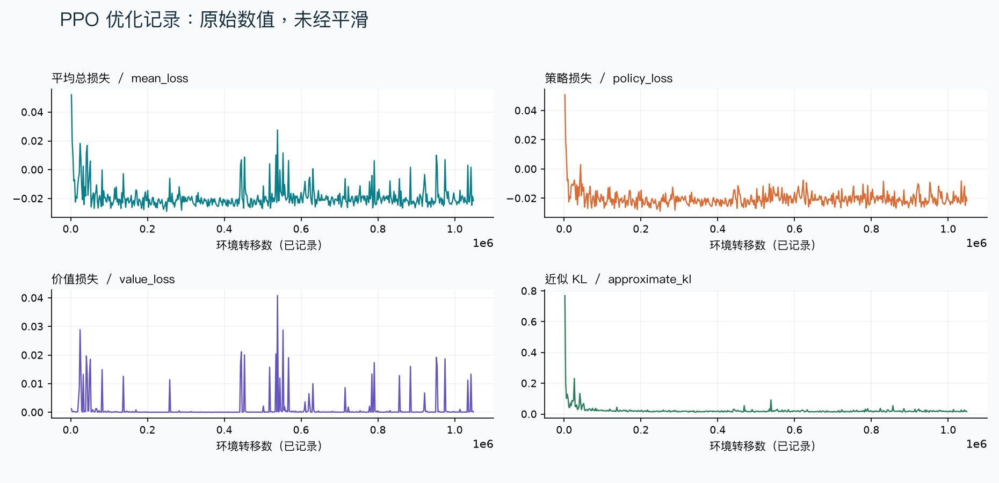 PPO 优化记录：原始数值，未经平滑
平均总损失 / mean_loss
0.04
0.02
0.00
−0.02
0.0 0.2 0.4 0.6 0.8 1.0
1e6
环境转移数（已记录）
策略损失 / policy_loss
0.04
0.02
0.00
−0.02
0.0 0.2 0.4 0.6 0.8 1.0
1e6
环境转移数（已记录）
价值损失 / value_loss
0.04
0.03
0.02
0.01
0.00
0.0 0.2 0.4 0.6 0.8 1.0
1e6
环境转移数（已记录）
近似 KL / approximate_kl
0.8
0.6
0.4
0.2
0.0
0.0 0.2 0.4 0.6 0.8 1.0
1e6
环境转移数（已记录）